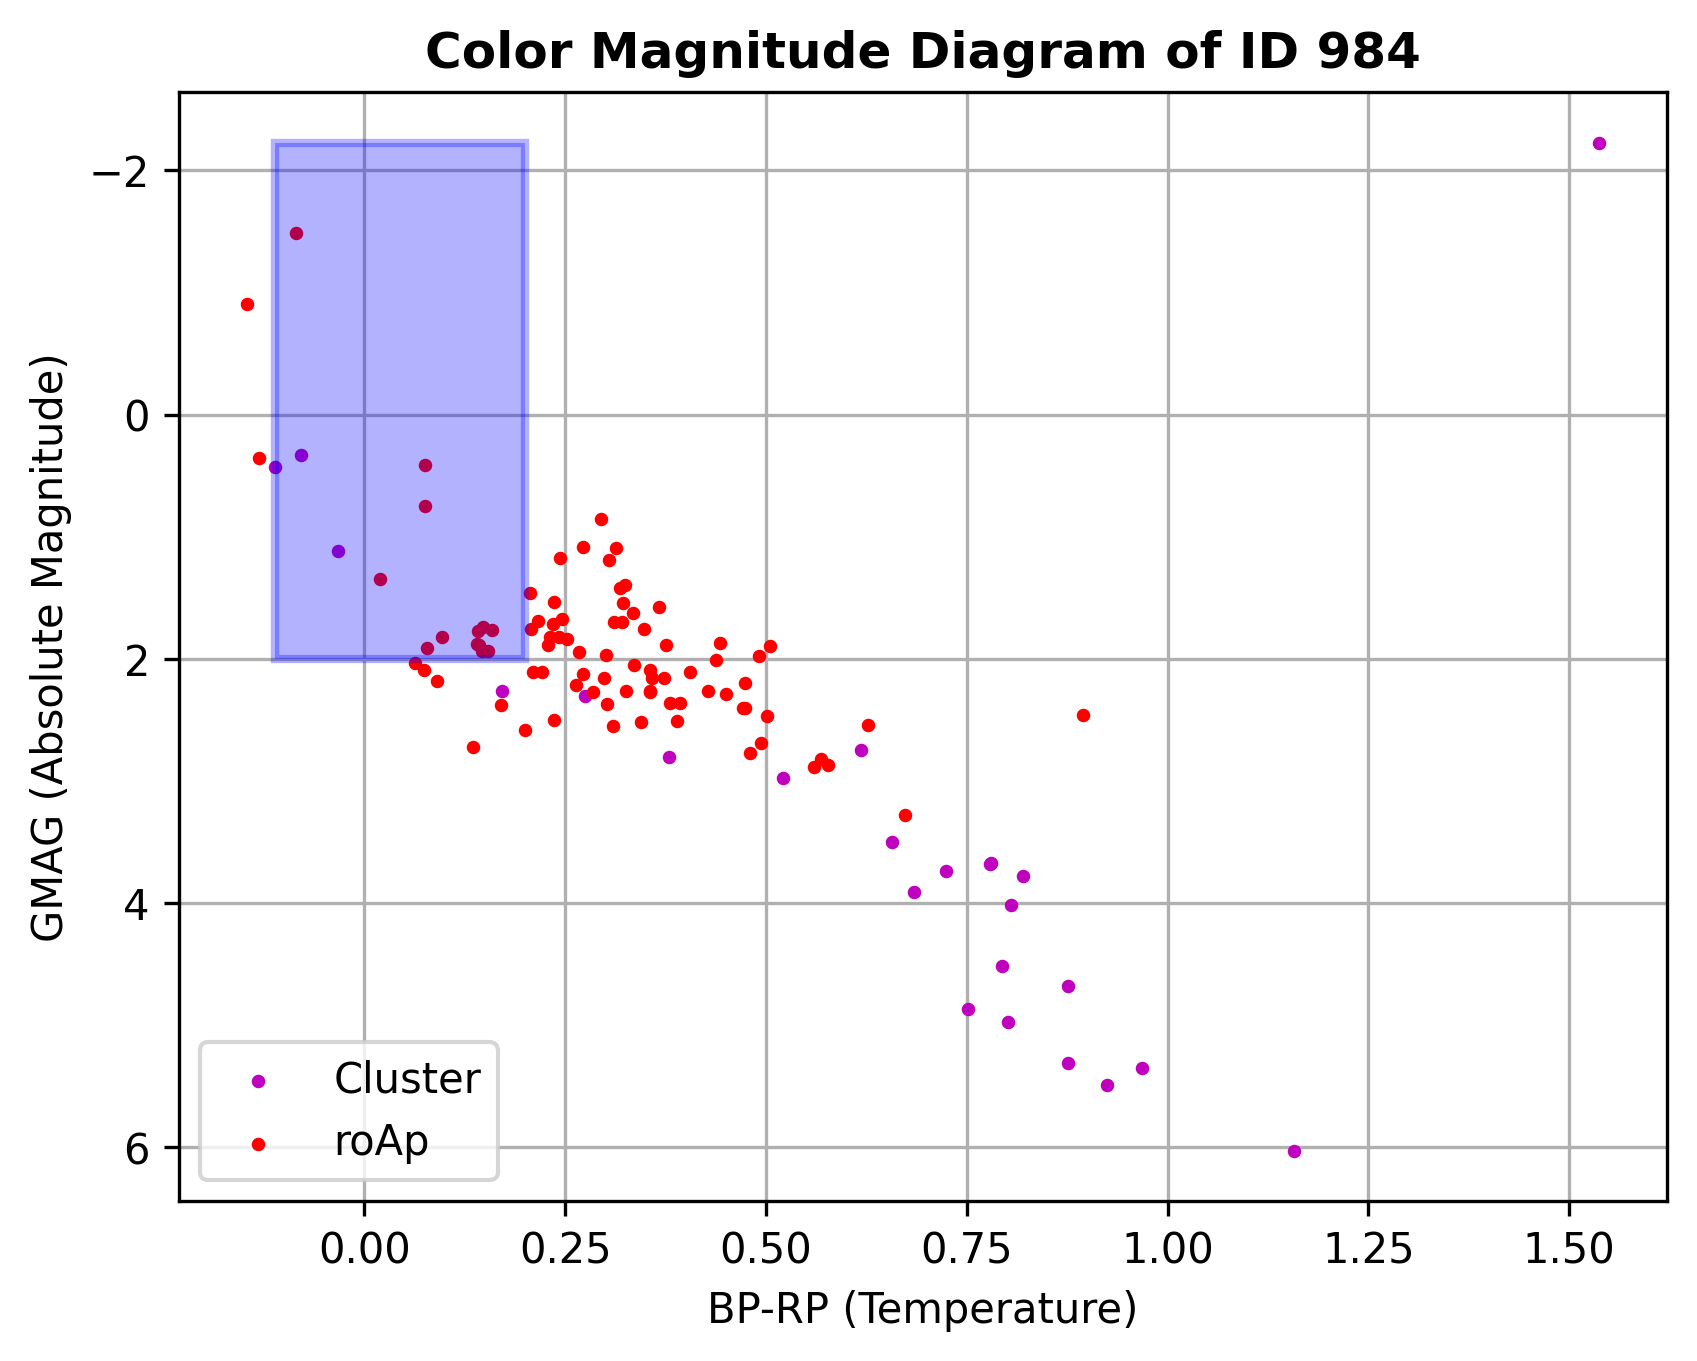 Color Magnitude Diagram of ID 984
GMAG (Absolute Magnitude)
−2
0
2
4
6
Cluster
roAp
0.00 0.25 0.50 0.75 1.00 1.25 1.50
BP-RP (Temperature)